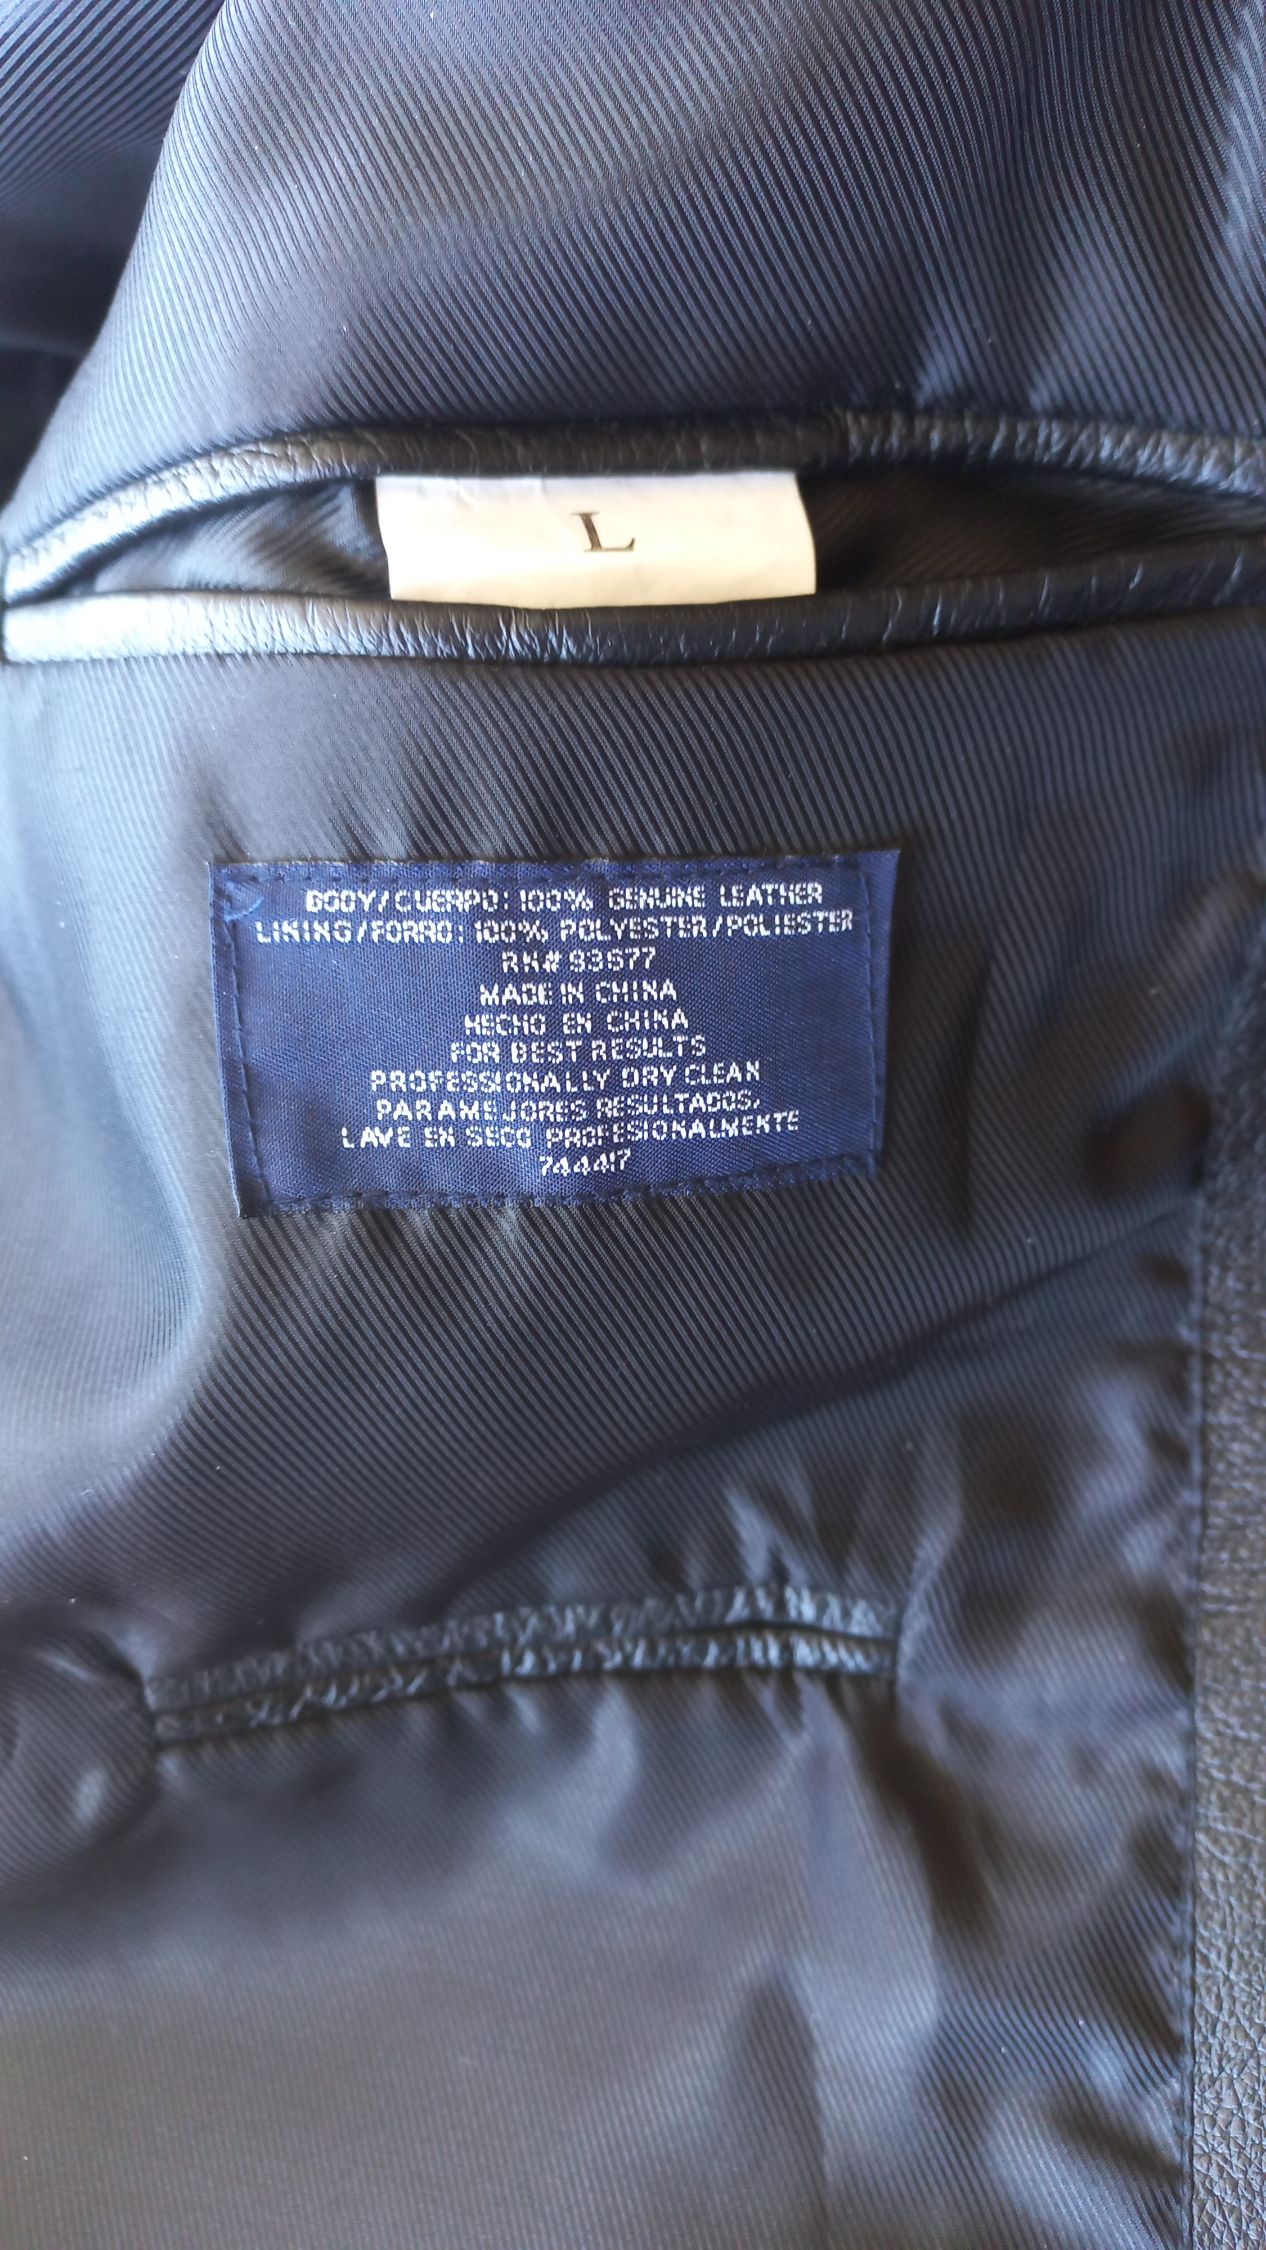 L
BODY/CUERPO: 100% GENUINE LEATHER
LINING/FORRO: 100% POLYESTER/POLIESTER
RN# 93677
MADE IN CHINA
HECHO EN CHINA
FOR BEST RESULTS
PROFESSIONALLY DRY CLEAN
PARA MEJORES RESULTADOS,
LAVE EN SECO PROFESIONALMENTE
744417